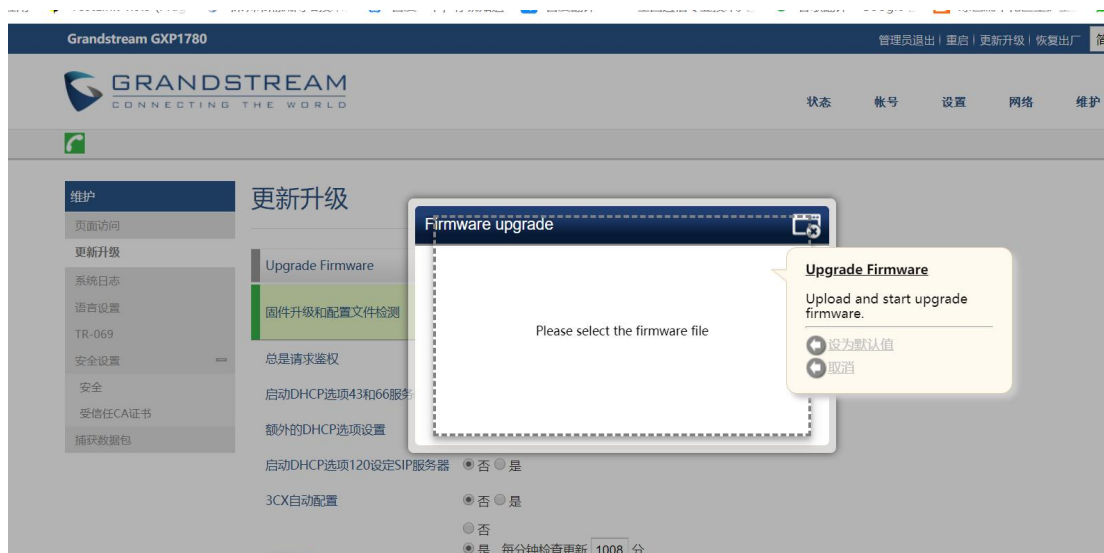 Grandstream GXP1780
管理员退出 | 重启 | 更新升级 | 恢复出厂
GRANDSTREAM
CONNECTING THE WORLD
状态 帐号 设置 网络 维护
维护
页面访问
更新升级
系统日志
语言设置
TR-069
安全设置
安全
受信任CA证书
捕获数据包
更新升级
Upgrade Firmware
固件升级和配置文件检测
总是请求鉴权
启动DHCP选项43和66服务
额外的DHCP选项设置
启动DHCP选项120设定SIP服务器 否 是
3CX自动配置 否 是
否
是 每分钟检查更新 1008 分
Firmware upgrade
Please select the firmware file
Upgrade Firmware
Upload and start upgrade
firmware.
设为默认值
取消